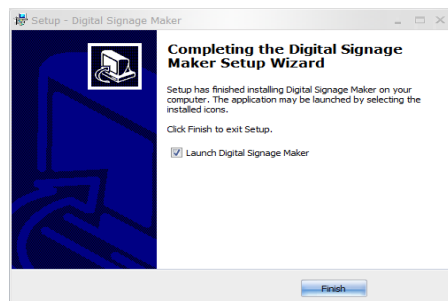 Setup - Digital Signage Maker
Completing the Digital Signage
Maker Setup Wizard
Setup has finished installing Digital Signage Maker on your
computer. The application may be launched by selecting the
installed icons.
Click Finish to exit Setup.
Launch Digital Signage Maker
Finish